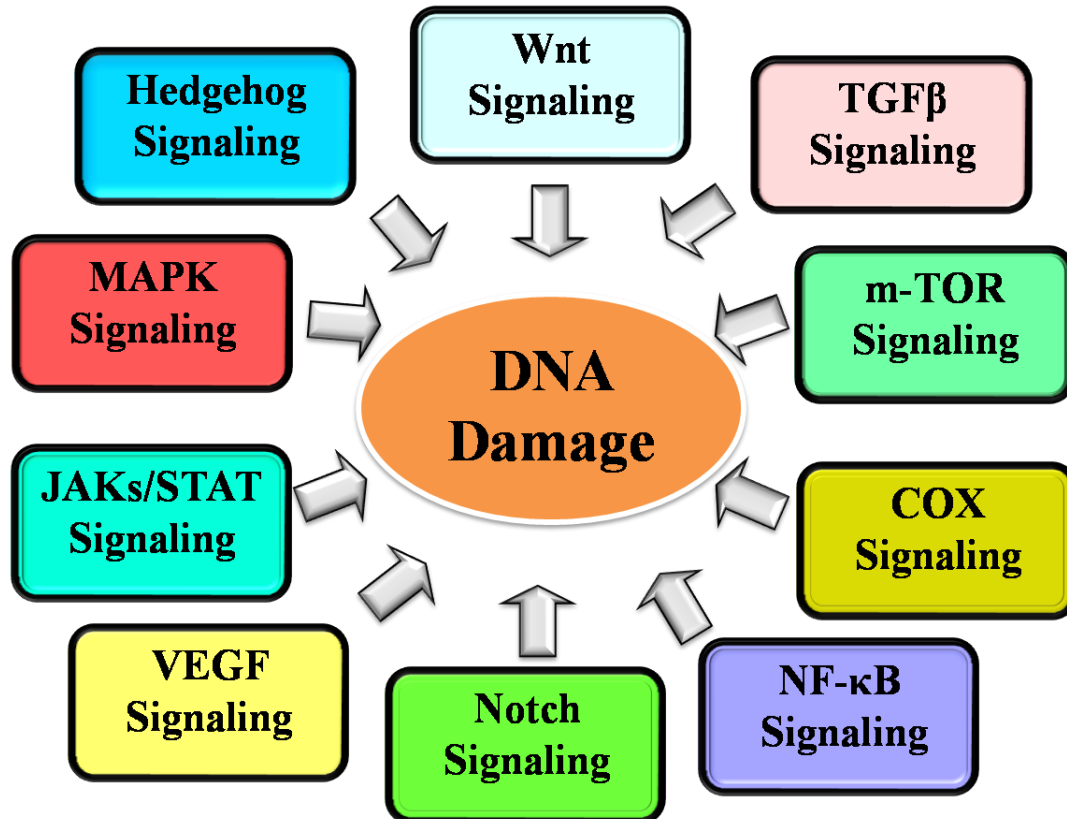 Wnt
Signaling
Hedgehog
Signaling
TGFβ
Signaling
MAPK
Signaling
m-TOR
Signaling
DNA
Damage
JAKs/STAT
Signaling
COX
Signaling
VEGF
Signaling
Notch
Signaling
NF-κB
Signaling